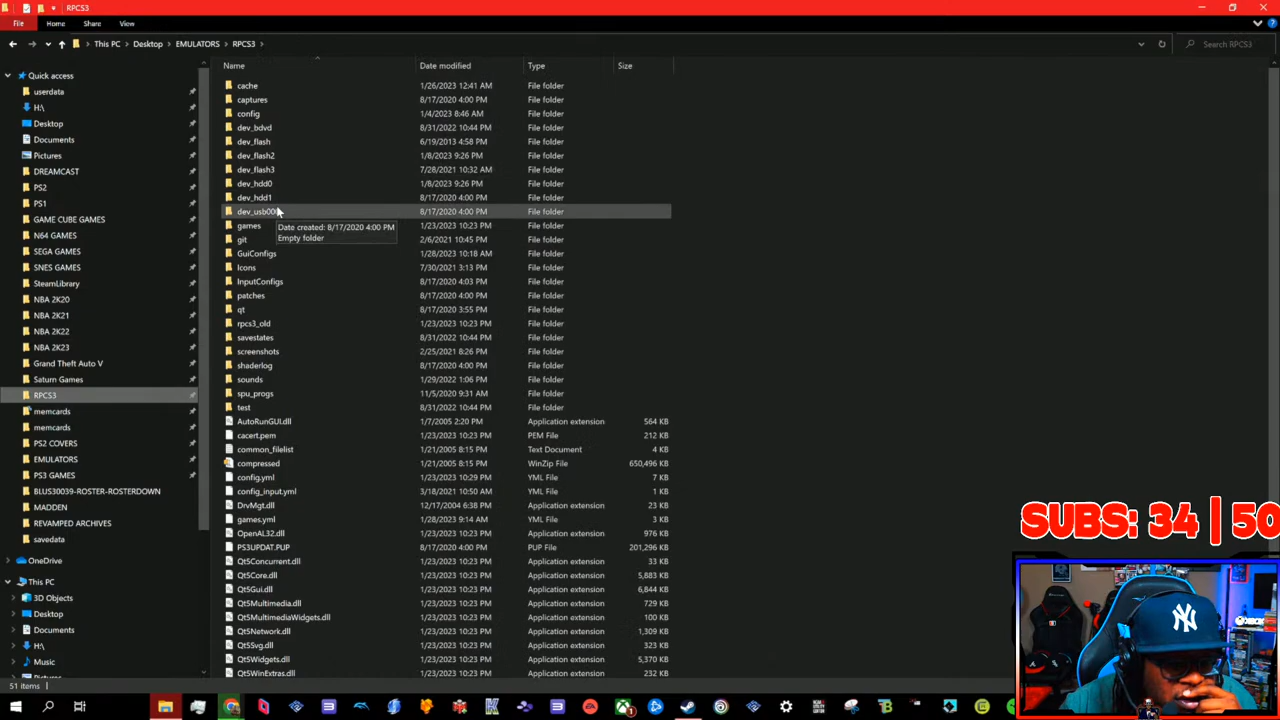 RPCS3
File Home Share View
This PC > Desktop > EMULATORS > RPCS3 >
Search RPCS3
Name Date modified Type Size
Quick access
userdata
H:\
Desktop
Documents
Pictures
DREAMCAST
PS2
PS1
GAME CUBE GAMES
N64 GAMES
SEGA GAMES
SNES GAMES
SteamLibrary
NBA 2K20
NBA 2K21
NBA 2K22
NBA 2K23
Grand Theft Auto V
Saturn Games
RPCS3
memcards
memcards
PS2 COVERS
EMULATORS
PS3 GAMES
BLUS30039-ROSTER-ROSTERDOWN
MADDEN
REVAMPED ARCHIVES
savedata
OneDrive
This PC
3D Objects
Desktop
Documents
H:\
Music
Pictures
cache 1/26/2023 12:41 AM File folder
captures 8/17/2020 4:00 PM File folder
config 1/4/2023 8:46 AM File folder
dev_bdvd 8/31/2022 10:44 PM File folder
dev_flash 6/19/2013 4:58 PM File folder
dev_flash2 1/8/2023 9:26 PM File folder
dev_flash3 7/28/2021 10:32 AM File folder
dev_hdd0 1/8/2023 9:26 PM File folder
dev_hdd1 8/17/2020 4:00 PM File folder
dev_usb000 8/17/2020 4:00 PM File folder
games 1/23/2023 10:23 PM File folder
Date created: 8/17/2020 4:00 PM
Empty folder
git 2/6/2021 10:45 PM File folder
GuiConfigs 1/28/2023 10:18 AM File folder
Icons 7/30/2021 3:13 PM File folder
InputConfigs 8/17/2020 4:03 PM File folder
patches 8/17/2020 4:00 PM File folder
qt 8/17/2020 3:55 PM File folder
rpcs3_old 1/23/2023 10:23 PM File folder
savestates 8/31/2022 10:44 PM File folder
screenshots 2/25/2021 8:26 PM File folder
shaderlog 8/17/2020 4:00 PM File folder
sounds 1/29/2022 1:06 PM File folder
spu_progs 11/5/2020 9:31 AM File folder
test 8/31/2022 10:44 PM File folder
AutoRunGUI.dll 1/7/2005 2:20 PM Application extension 564 KB
cacert.pem 1/23/2023 10:23 PM PEM File 212 KB
common_filelist 1/21/2005 8:15 PM Text Document 4 KB
compressed 1/21/2005 8:15 PM WinZip File 650,496 KB
config.yml 1/23/2023 10:29 PM YML File 7 KB
config_input.yml 3/18/2021 10:50 AM YML File 1 KB
DrvMgt.dll 12/17/2004 6:38 PM Application extension 23 KB
games.yml 1/28/2023 9:14 AM YML File 3 KB
OpenAL32.dll 1/23/2023 10:23 PM Application extension 976 KB
PS3UPDAT.PUP 8/17/2020 4:00 PM PUP File 201,296 KB
Qt5Concurrent.dll 1/23/2023 10:23 PM Application extension 33 KB
Qt5Core.dll 1/23/2023 10:23 PM Application extension 5,883 KB
Qt5Gui.dll 1/23/2023 10:23 PM Application extension 6,844 KB
Qt5Multimedia.dll 1/23/2023 10:23 PM Application extension 729 KB
Qt5MultimediaWidgets.dll 1/23/2023 10:23 PM Application extension 100 KB
Qt5Network.dll 1/23/2023 10:23 PM Application extension 1,309 KB
Qt5Svg.dll 1/23/2023 10:23 PM Application extension 323 KB
Qt5Widgets.dll 1/23/2023 10:23 PM Application extension 5,370 KB
Qt5WinExtras.dll 1/23/2023 10:23 PM Application extension 232 KB
51 items
SUBS: 34 | 50